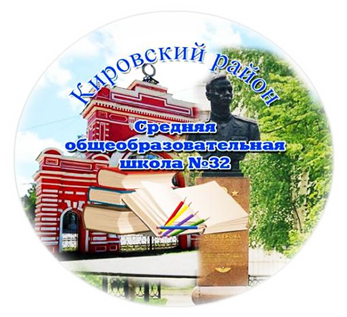 Кировский район
Средняя
общеобразовательная
школа №32